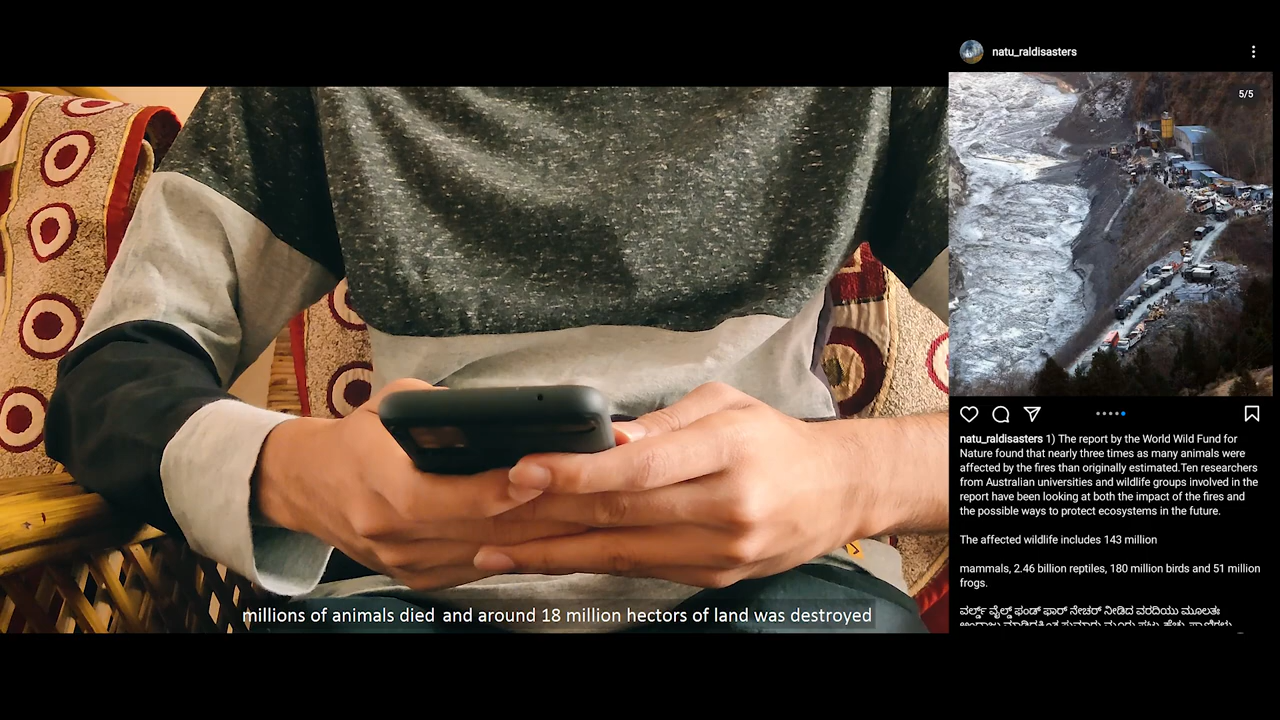 natu_raldisasters
5/5
natu_raldisasters 1) The report by the World Wild Fund for
Nature found that nearly three times as many animals were
affected by the fires than originally estimated.Ten researchers
from Australian universities and wildlife groups involved in the
report have been looking at both the impact of the fires and
the possible ways to protect ecosystems in the future.
The affected wildlife includes 143 million
mammals, 2.46 billion reptiles, 180 million birds and 51 million
frogs.
ವರ್ಲ್ಡ್ ವೈಲ್ಡ್ ಫಂಡ್ ಫಾರ್ ನೇಚರ್ ನೀಡಿದ ವರದಿಯು ಮೂಲತಃ
millions of animals died and around 18 million hectors of land was destroyed